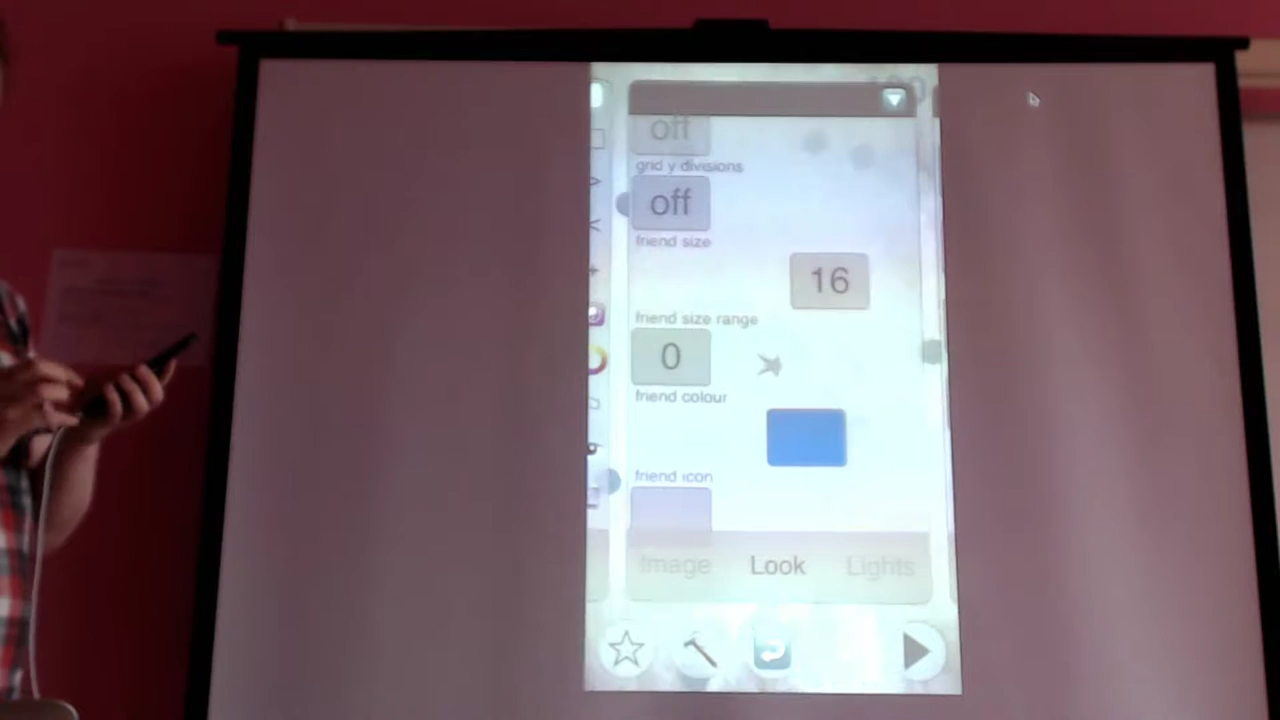 off
grid y divisions
off
friend size
16
friend size range
0
friend colour
friend icon
Image Look Lights